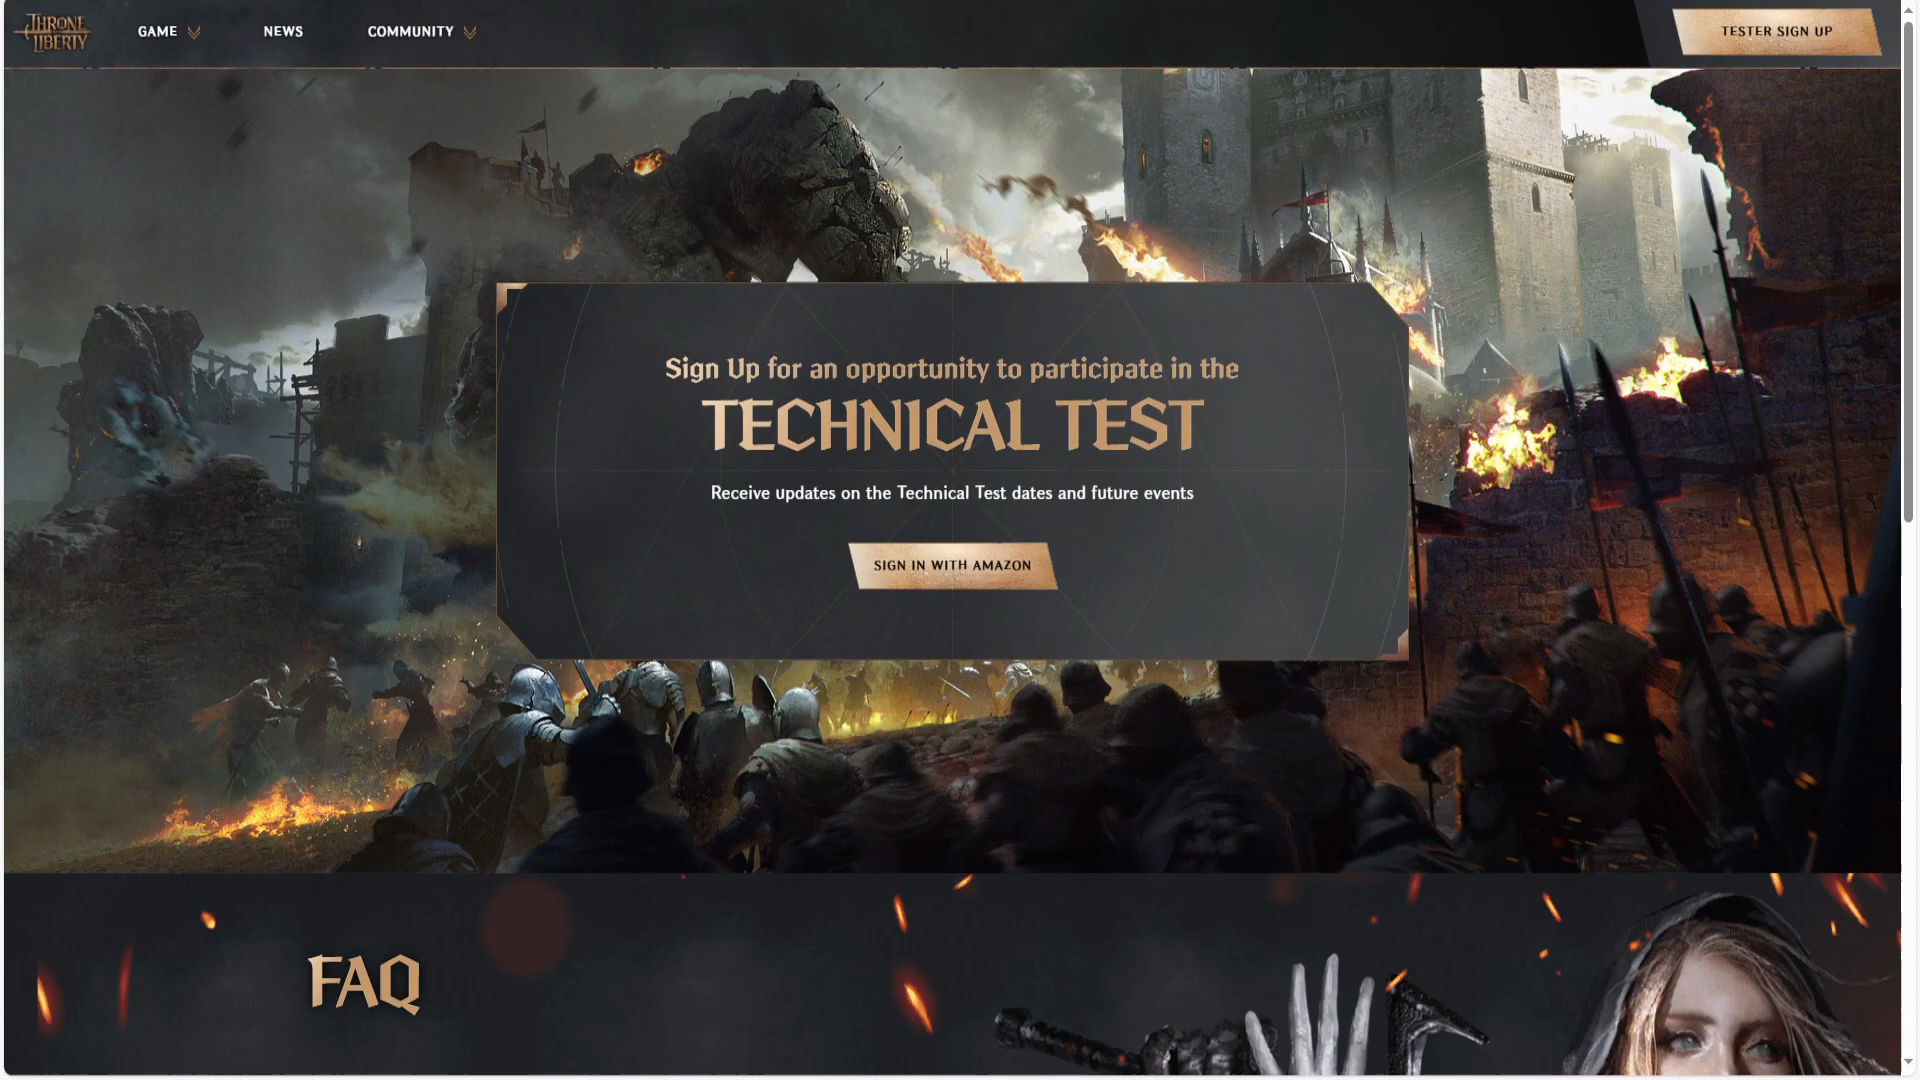 THRONE
LIBERTY
GAME
NEWS
COMMUNITY
TESTER SIGN UP
Sign Up for an opportunity to participate in the
TECHNICAL TEST
Receive updates on the Technical Test dates and future events
SIGN IN WITH AMAZON
FAQ